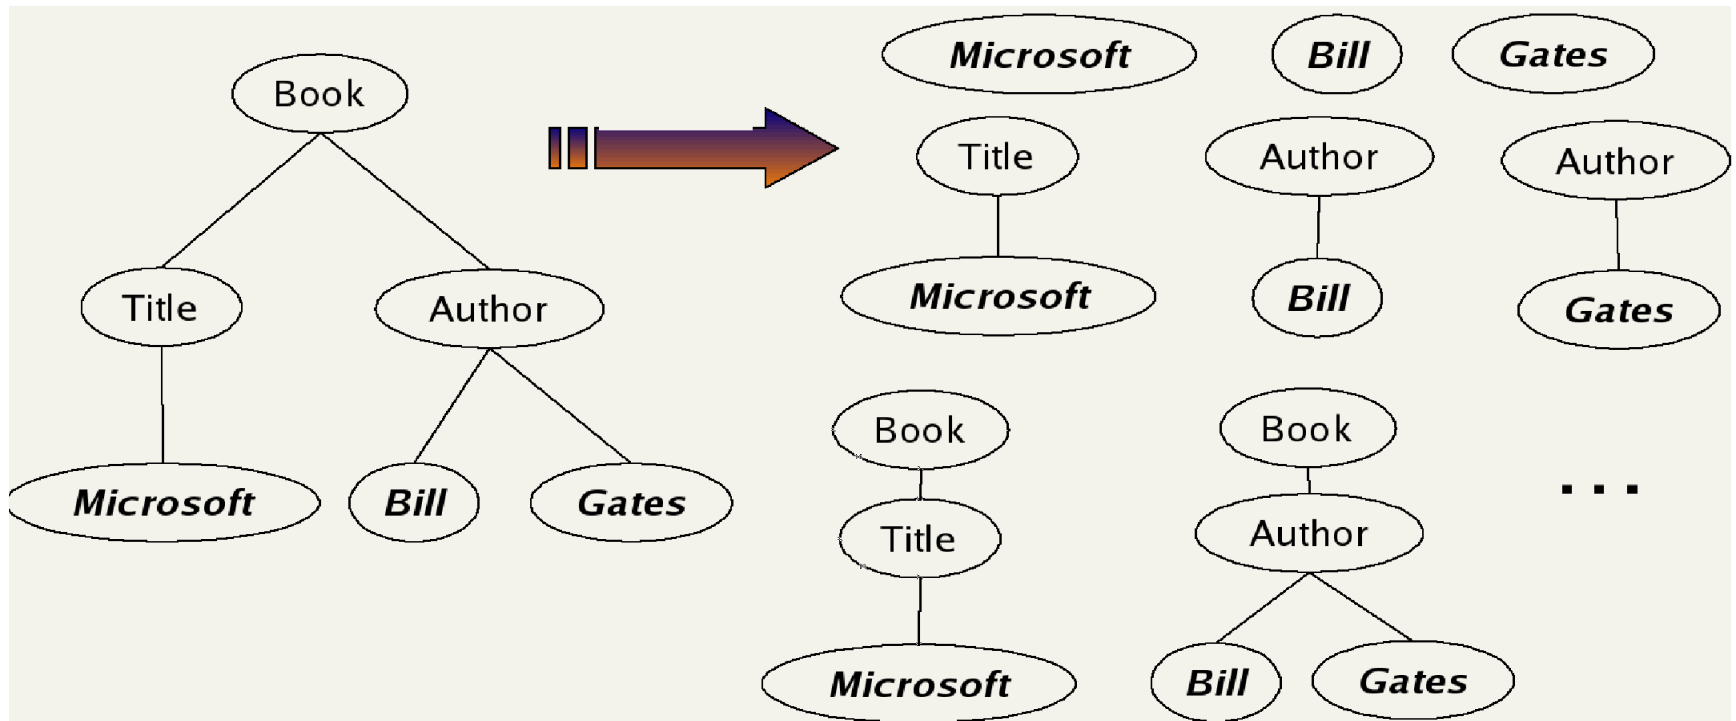 Book
Title Author
Microsoft Bill Gates
Microsoft Bill Gates
Title Author Author
Microsoft Bill Gates
Book Book
Title Author
Microsoft Bill Gates
...